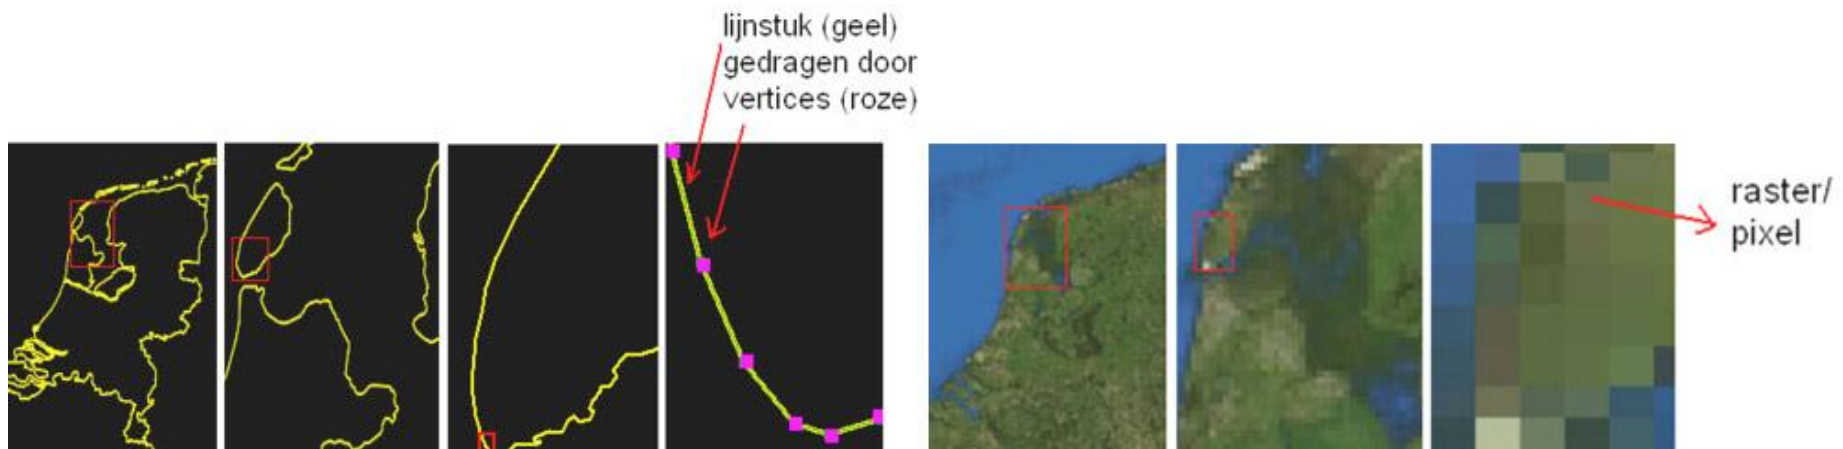 lijnstuk (geel)
gedragen door
vertices (roze)
raster/
pixel